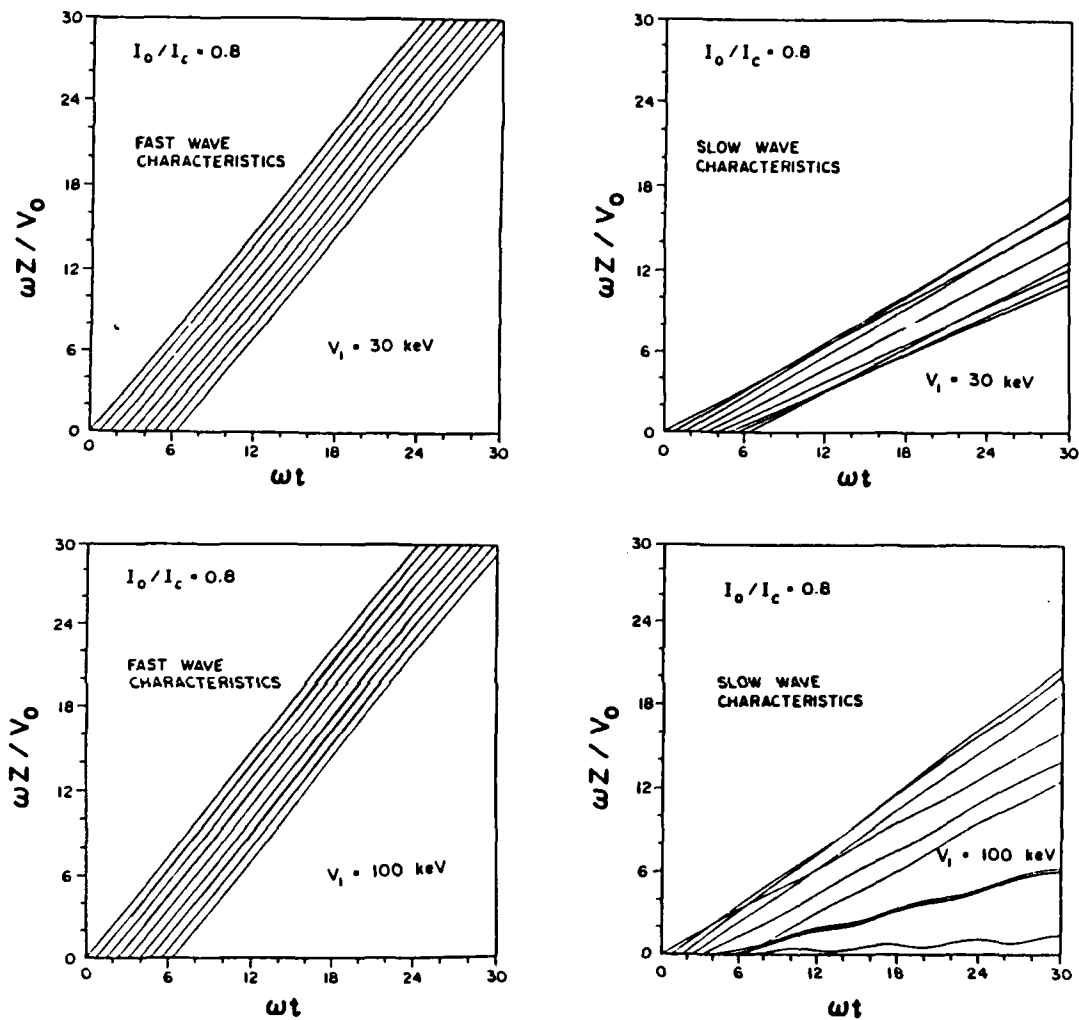 30
24
18
12
6
0
ωZ / V₀
I₀/I_c = 0.8
FAST WAVE
CHARACTERISTICS
V₁ = 30 keV
0 6 12 18 24 30
ωt
30
24
18
12
6
0
ωZ / V₀
I₀/I_c = 0.8
SLOW WAVE
CHARACTERISTICS
V₁ = 30 keV
0 6 12 18 24 30
ωt
30
24
18
12
6
0
ωZ / V₀
I₀/I_c = 0.8
FAST WAVE
CHARACTERISTICS
V₁ = 100 keV
0 6 12 18 24 30
ωt
30
24
18
12
6
0
ωZ / V₀
I₀/I_c = 0.8
SLOW WAVE
CHARACTERISTICS
V₁ = 100 keV
0 6 12 18 24 30
ωt